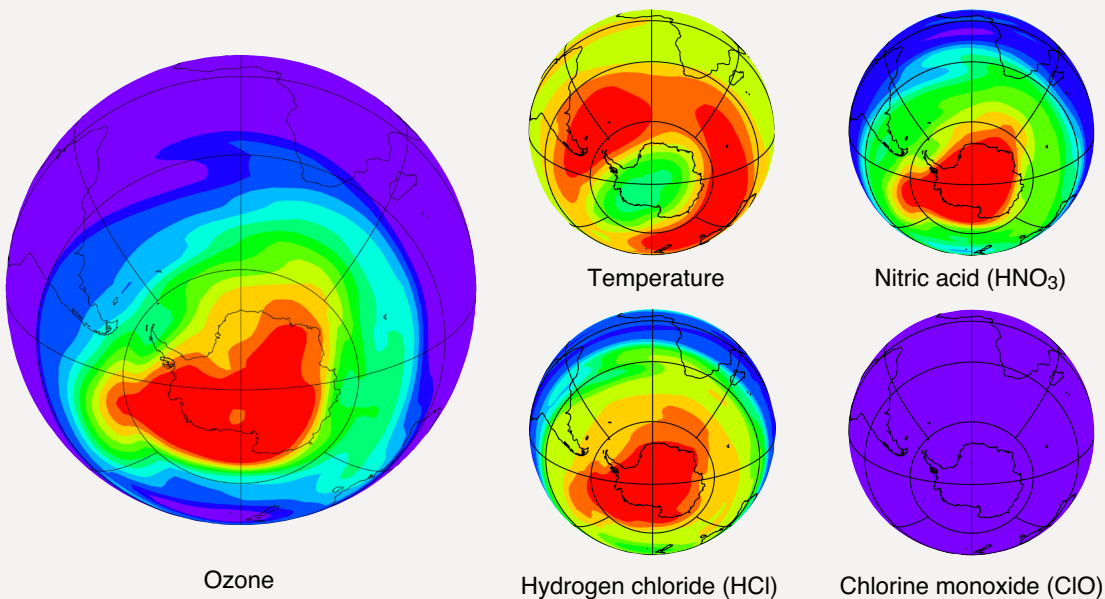 Temperature
Nitric acid (HNO₃)
Ozone
Hydrogen chloride (HCl)
Chlorine monoxide (ClO)